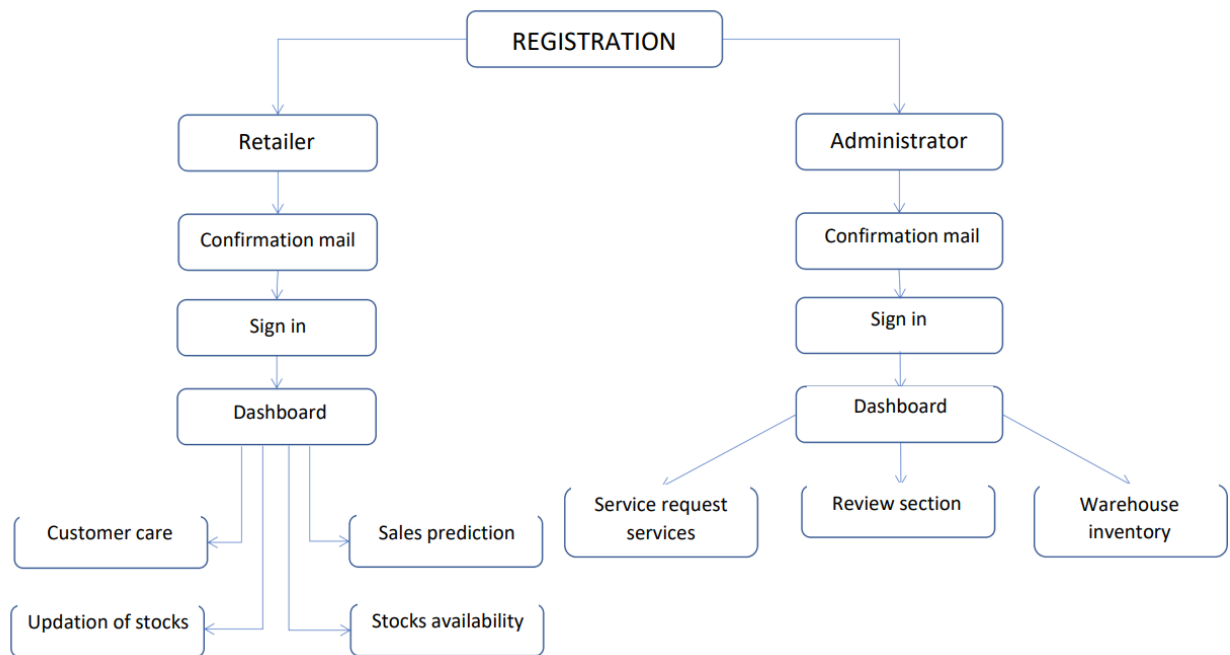 REGISTRATION
Retailer
Administrator
Confirmation mail
Confirmation mail
Sign in
Sign in
Dashboard
Dashboard
Customer care
Sales prediction
Service request
services
Review section
Warehouse
inventory
Updation of stocks
Stocks availability